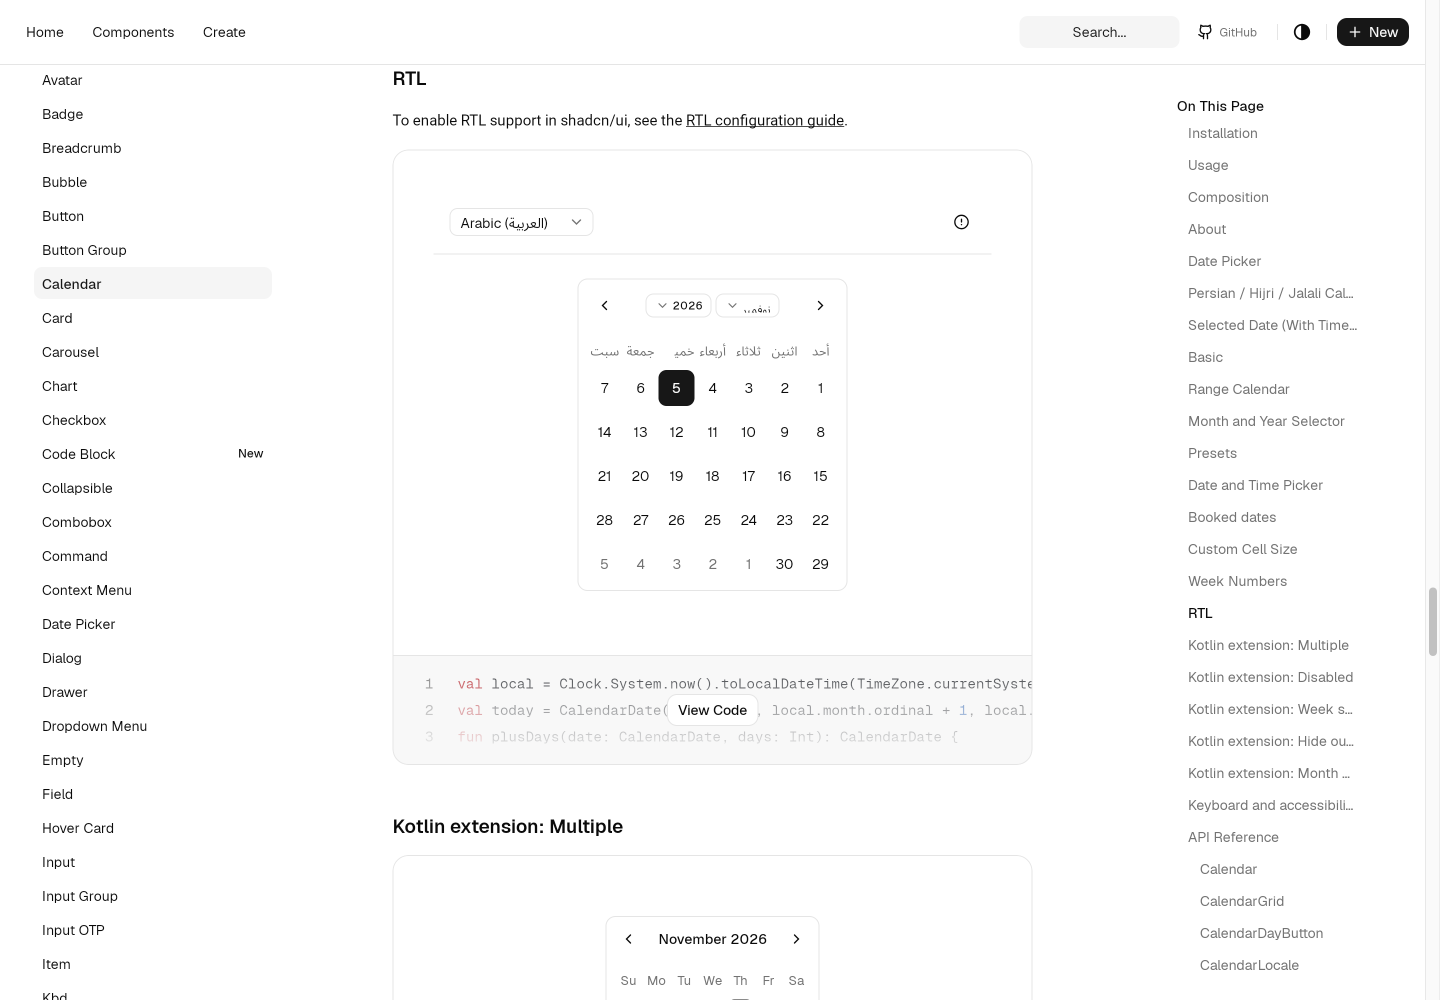 Home
Components
Create
Search...
GitHub
New
Avatar
Badge
Breadcrumb
Bubble
Button
Button Group
Calendar
Card
Carousel
Chart
Checkbox
Code Block
New
Collapsible
Combobox
Command
Context Menu
Date Picker
Dialog
Drawer
Dropdown Menu
Empty
Field
Hover Card
Input
Input Group
Input OTP
Item
Kbd
RTL
To enable RTL support in shadcn/ui, see the RTL configuration guide.
Arabic (العربية)
نوفمبر 2026
أحد اثنين ثلاثاء أربعاء خمي جمعة سبت
1 2 3 4 5 6 7
8 9 10 11 12 13 14
15 16 17 18 19 20 21
22 23 24 25 26 27 28
29 30 1 2 3 4 5
1 val local = Clock.System.now().toLocalDateTime(TimeZone.currentSyste
2 val today = CalendarDate( , local.month.ordinal + 1, local.
View Code
3 fun plusDays(date: CalendarDate, days: Int): CalendarDate {
Kotlin extension: Multiple
November 2026
Su Mo Tu We Th Fr Sa
On This Page
Installation
Usage
Composition
About
Date Picker
Persian / Hijri / Jalali Cal...
Selected Date (With Time...
Basic
Range Calendar
Month and Year Selector
Presets
Date and Time Picker
Booked dates
Custom Cell Size
Week Numbers
RTL
Kotlin extension: Multiple
Kotlin extension: Disabled
Kotlin extension: Week s...
Kotlin extension: Hide ou...
Kotlin extension: Month ...
Keyboard and accessibili...
API Reference
Calendar
CalendarGrid
CalendarDayButton
CalendarLocale